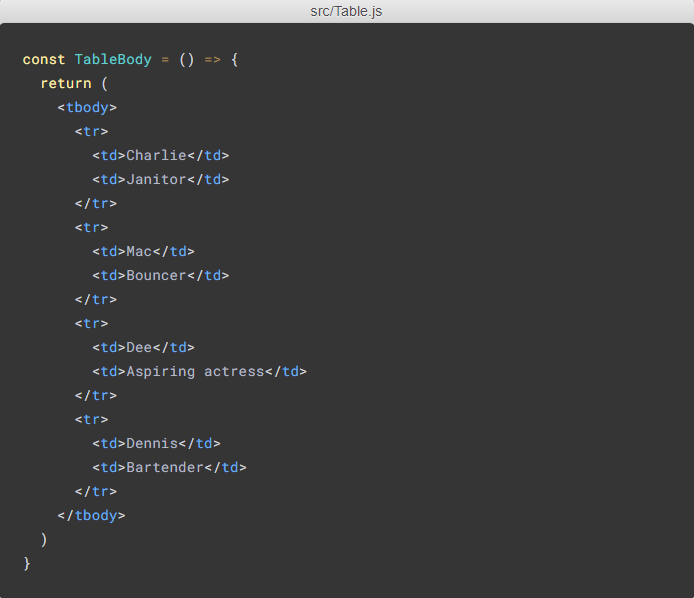 src/Table.js
const TableBody = () => {
  return (
    <tbody>
      <tr>
        <td>Charlie</td>
        <td>Janitor</td>
      </tr>
      <tr>
        <td>Mac</td>
        <td>Bouncer</td>
      </tr>
      <tr>
        <td>Dee</td>
        <td>Aspiring actress</td>
      </tr>
      <tr>
        <td>Dennis</td>
        <td>Bartender</td>
      </tr>
    </tbody>
  )
}